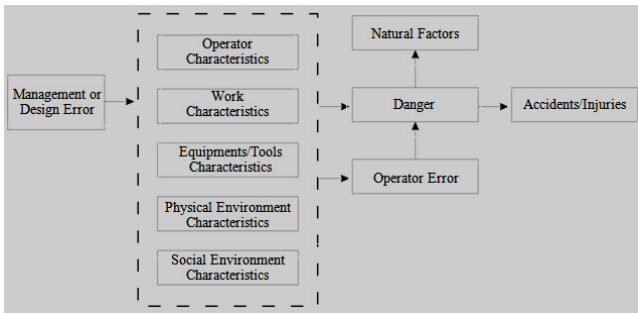 Management or
Design Error
Operator
Characteristics
Work
Characteristics
Equipments/Tools
Characteristics
Physical Environment
Characteristics
Social Environment
Characteristics
Natural Factors
Danger
Operator Error
Accidents/Injuries